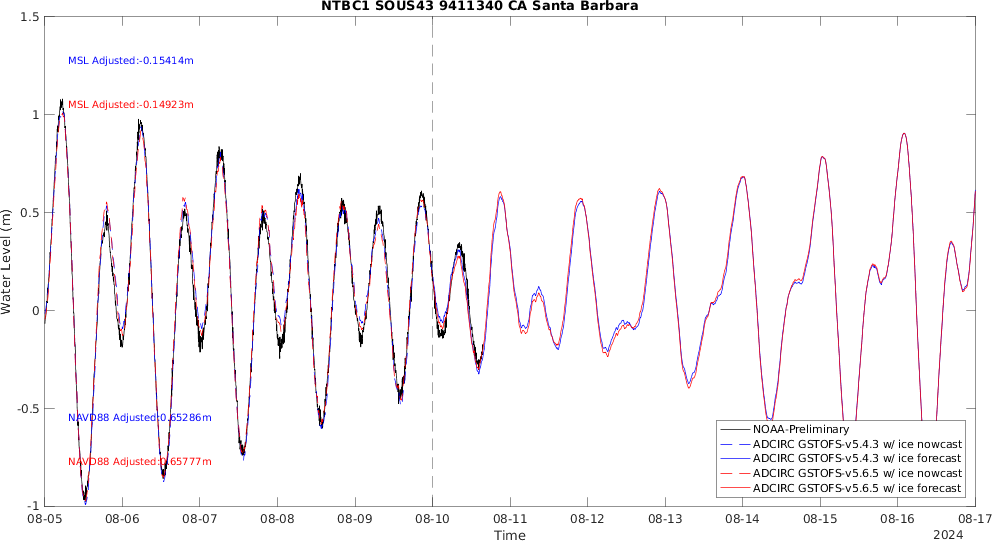 NTBC1 SOUS43 9411340 CA Santa Barbara
1.5
1
0.5
0
-0.5
-1
Water Level (m)
MSL Adjusted:-0.15414m
MSL Adjusted:-0.14923m
NAVD88 Adjusted:0.65286m
NAVD88 Adjusted:0.65777m
NOAA-Preliminary
ADCIRC GSTOFS-v5.4.3 w/ ice nowcast
ADCIRC GSTOFS-v5.4.3 w/ ice forecast
ADCIRC GSTOFS-v5.6.5 w/ ice nowcast
ADCIRC GSTOFS-v5.6.5 w/ ice forecast
08-05 08-06 08-07 08-08 08-09 08-10 08-11 08-12 08-13 08-14 08-15 08-16 08-17
Time
2024